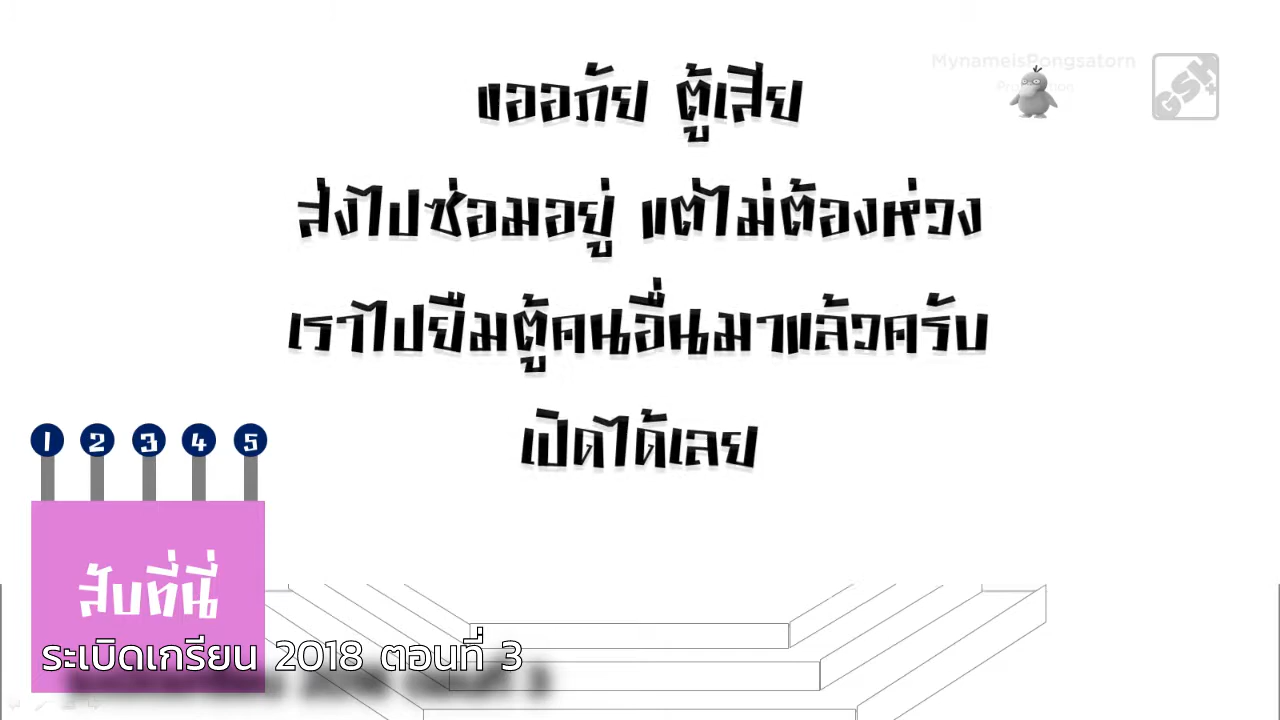 MynameIsPongsatorn
GSH+
ขออภัย ตู้เสีย
ส่งไปซ่อมอยู่ แต่ไม่ต้องห่วง
เราไปยืมตู้คนอื่นมาแล้วครับ
เปิดได้เลย
1 2 3 4 5
สับที่นี่
ระเบิดเกรียน 2018 ตอนที่ 3